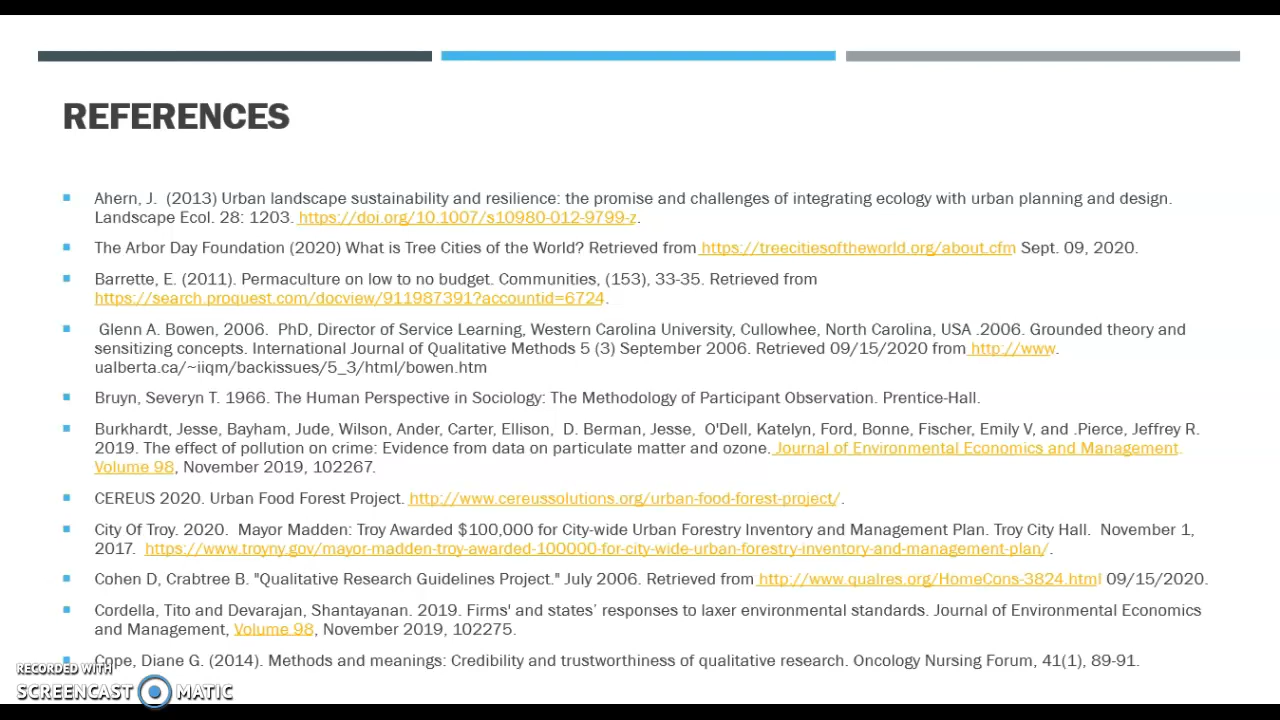 REFERENCES
Ahern, J.  (2013) Urban landscape sustainability and resilience: the promise and challenges of integrating ecology with urban planning and design.
Landscape Ecol. 28: 1203. https://doi.org/10.1007/s10980-012-9799-z.
The Arbor Day Foundation (2020) What is Tree Cities of the World? Retrieved from https://treecitiesoftheworld.org/about.cfm Sept. 09, 2020.
Barrette, E. (2011). Permaculture on low to no budget. Communities, (153), 33-35. Retrieved from
https://search.proquest.com/docview/911987391?accountid=6724.
Glenn A. Bowen, 2006.  PhD, Director of Service Learning, Western Carolina University, Cullowhee, North Carolina, USA .2006. Grounded theory and
sensitizing concepts. International Journal of Qualitative Methods 5 (3) September 2006. Retrieved 09/15/2020 from http://www.
ualberta.ca/~iiqm/backissues/5_3/html/bowen.htm
Bruyn, Severyn T. 1966. The Human Perspective in Sociology: The Methodology of Participant Observation. Prentice-Hall.
Burkhardt, Jesse, Bayham, Jude, Wilson, Ander, Carter, Ellison,  D. Berman, Jesse,  O'Dell, Katelyn, Ford, Bonne, Fischer, Emily V, and .Pierce, Jeffrey R.
2019. The effect of pollution on crime: Evidence from data on particulate matter and ozone. Journal of Environmental Economics and Management.
Volume 98, November 2019, 102267.
CEREUS 2020. Urban Food Forest Project. http://www.cereussolutions.org/urban-food-forest-project/.
City Of Troy. 2020.  Mayor Madden: Troy Awarded $100,000 for City-wide Urban Forestry Inventory and Management Plan. Troy City Hall.  November 1,
2017.  https://www.troyny.gov/mayor-madden-troy-awarded-100000-for-city-wide-urban-forestry-inventory-and-management-plan/.
Cohen D, Crabtree B. "Qualitative Research Guidelines Project." July 2006. Retrieved from http://www.qualres.org/HomeCons-3824.html 09/15/2020.
Cordella, Tito and Devarajan, Shantayanan. 2019. Firms' and states' responses to laxer environmental standards. Journal of Environmental Economics
and Management, Volume 98, November 2019, 102275.
Cope, Diane G. (2014). Methods and meanings: Credibility and trustworthiness of qualitative research. Oncology Nursing Forum, 41(1), 89-91.
RECORDED WITH
SCREENCAST MATIC